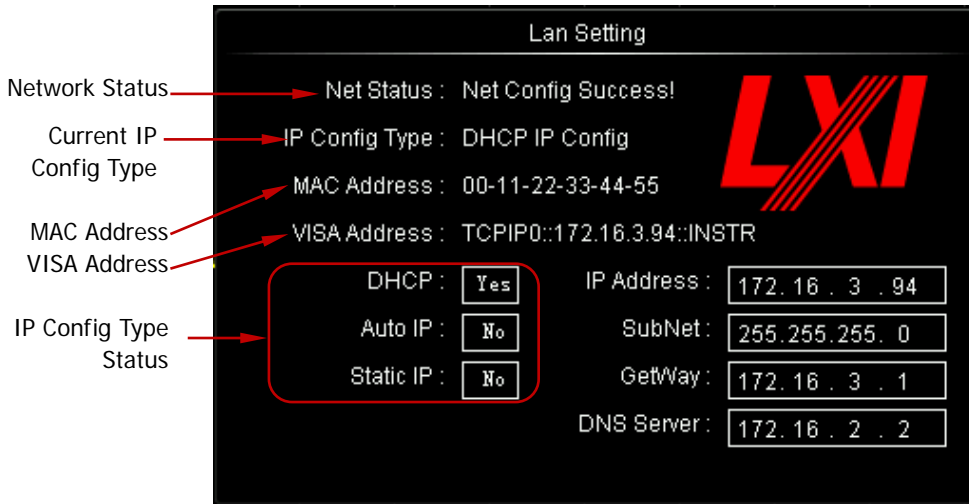 Lan Setting
Network Status
Net Status : Net Config Success!
LXI
Current IP
Config Type
IP Config Type : DHCP IP Config
MAC Address : 00-11-22-33-44-55
MAC Address
VISA Address : TCPIP0::172.16.3.94::INSTR
VISA Address
DHCP : Yes
IP Address : 172. 16 . 3 . 94
IP Config Type
Status
Auto IP : No
SubNet : 255.255.255. 0
Static IP : No
GetWay : 172. 16 . 3 . 1
DNS Server : 172. 16 . 2 . 2